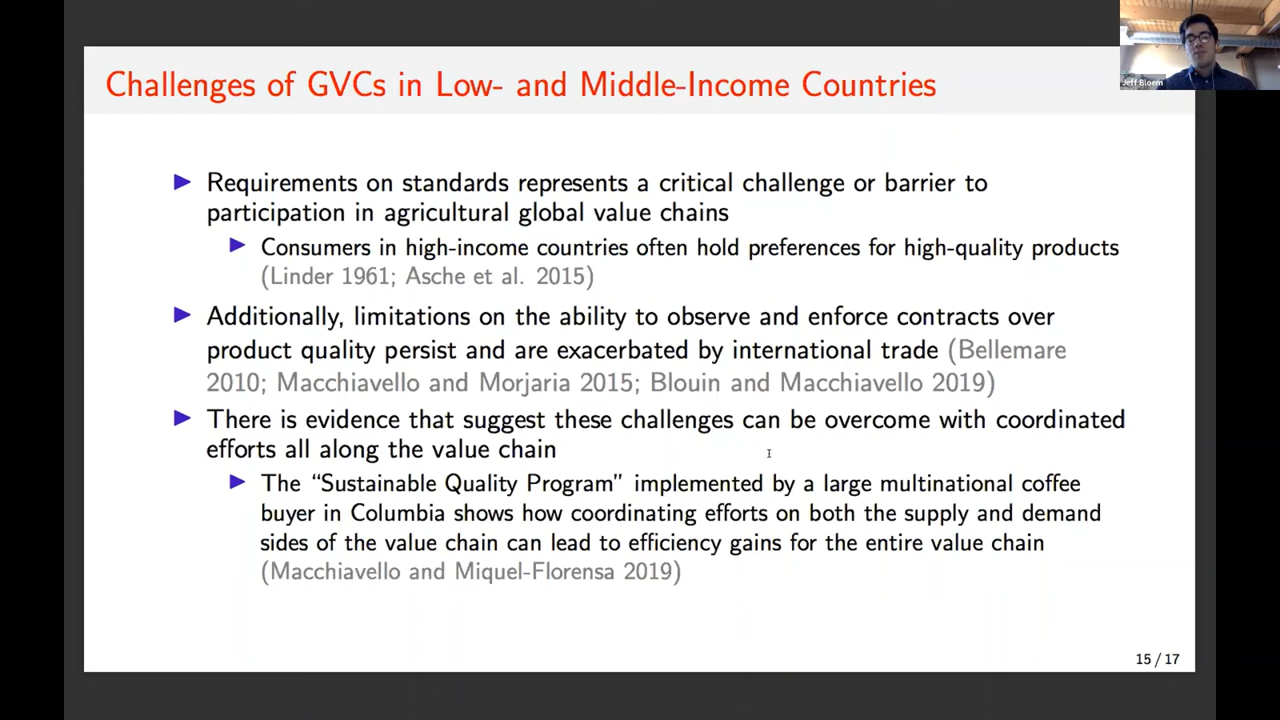 Jeff Bloem
Challenges of GVCs in Low- and Middle-Income Countries
Requirements on standards represents a critical challenge or barrier to
participation in agricultural global value chains
Consumers in high-income countries often hold preferences for high-quality products
(Linder 1961; Asche et al. 2015)
Additionally, limitations on the ability to observe and enforce contracts over
product quality persist and are exacerbated by international trade (Bellemare
2010; Macchiavello and Morjaria 2015; Blouin and Macchiavello 2019)
There is evidence that suggest these challenges can be overcome with coordinated
efforts all along the value chain
The “Sustainable Quality Program” implemented by a large multinational coffee
buyer in Columbia shows how coordinating efforts on both the supply and demand
sides of the value chain can lead to efficiency gains for the entire value chain
(Macchiavello and Miquel-Florensa 2019)
15 / 17